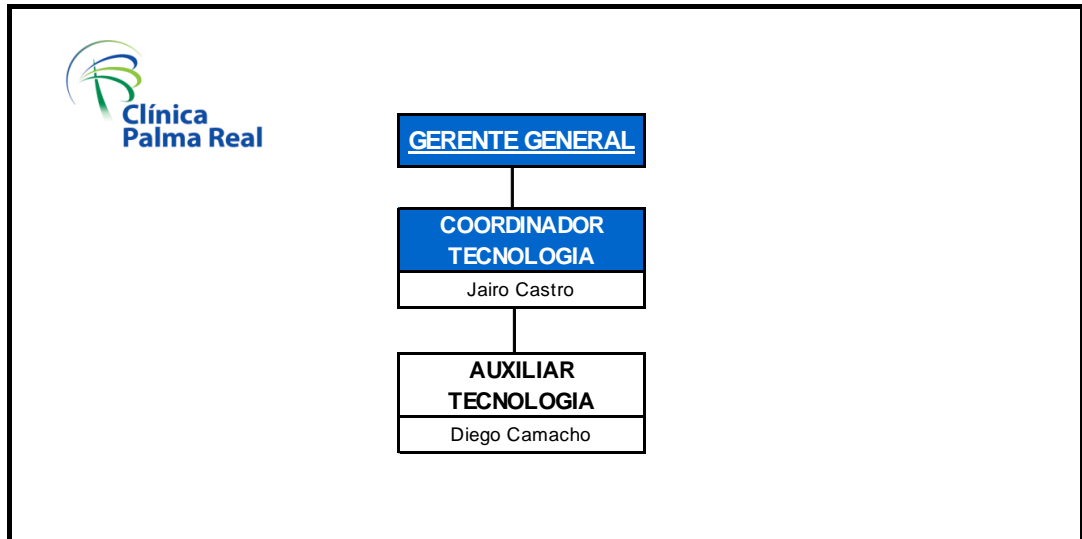 Clínica
Palma Real
GERENTE GENERAL
COORDINADOR
TECNOLOGIA
Jairo Castro
AUXILIAR
TECNOLOGIA
Diego Camacho